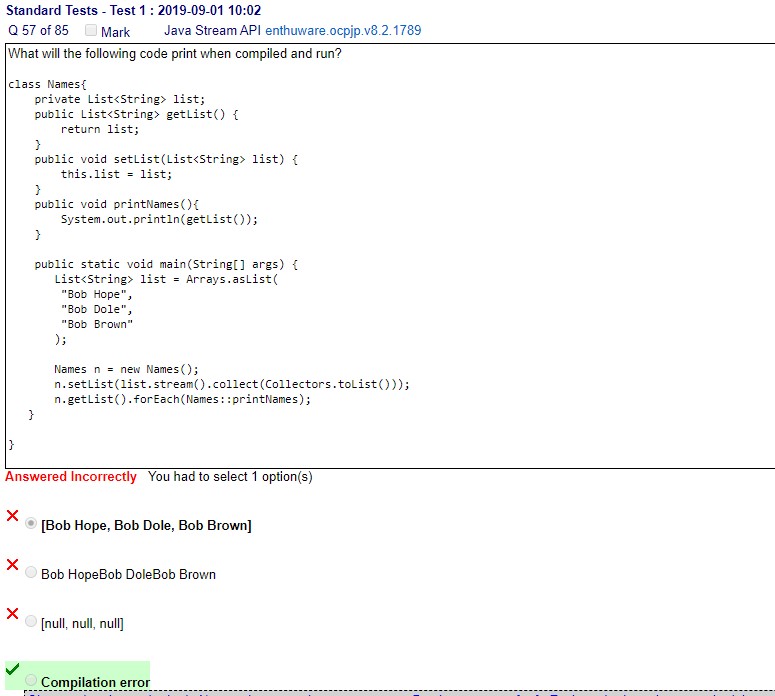 Standard Tests - Test 1 : 2019-09-01 10:02
Q 57 of 85 Mark Java Stream API enthuware.ocpjp.v8.2.1789
What will the following code print when compiled and run?
class Names{
private List<String> list;
public List<String> getList() {
return list;
}
public void setList(List<String> list) {
this.list = list;
}
public void printNames(){
System.out.println(getList());
}
public static void main(String[] args) {
List<String> list = Arrays.asList(
"Bob Hope",
"Bob Dole",
"Bob Brown"
);
Names n = new Names();
n.setList(list.stream().collect(Collectors.toList()));
n.getList().forEach(Names::printNames);
}
}
Answered Incorrectly You had to select 1 option(s)
[Bob Hope, Bob Dole, Bob Brown]
Bob HopeBob DoleBob Brown
[null, null, null]
Compilation error